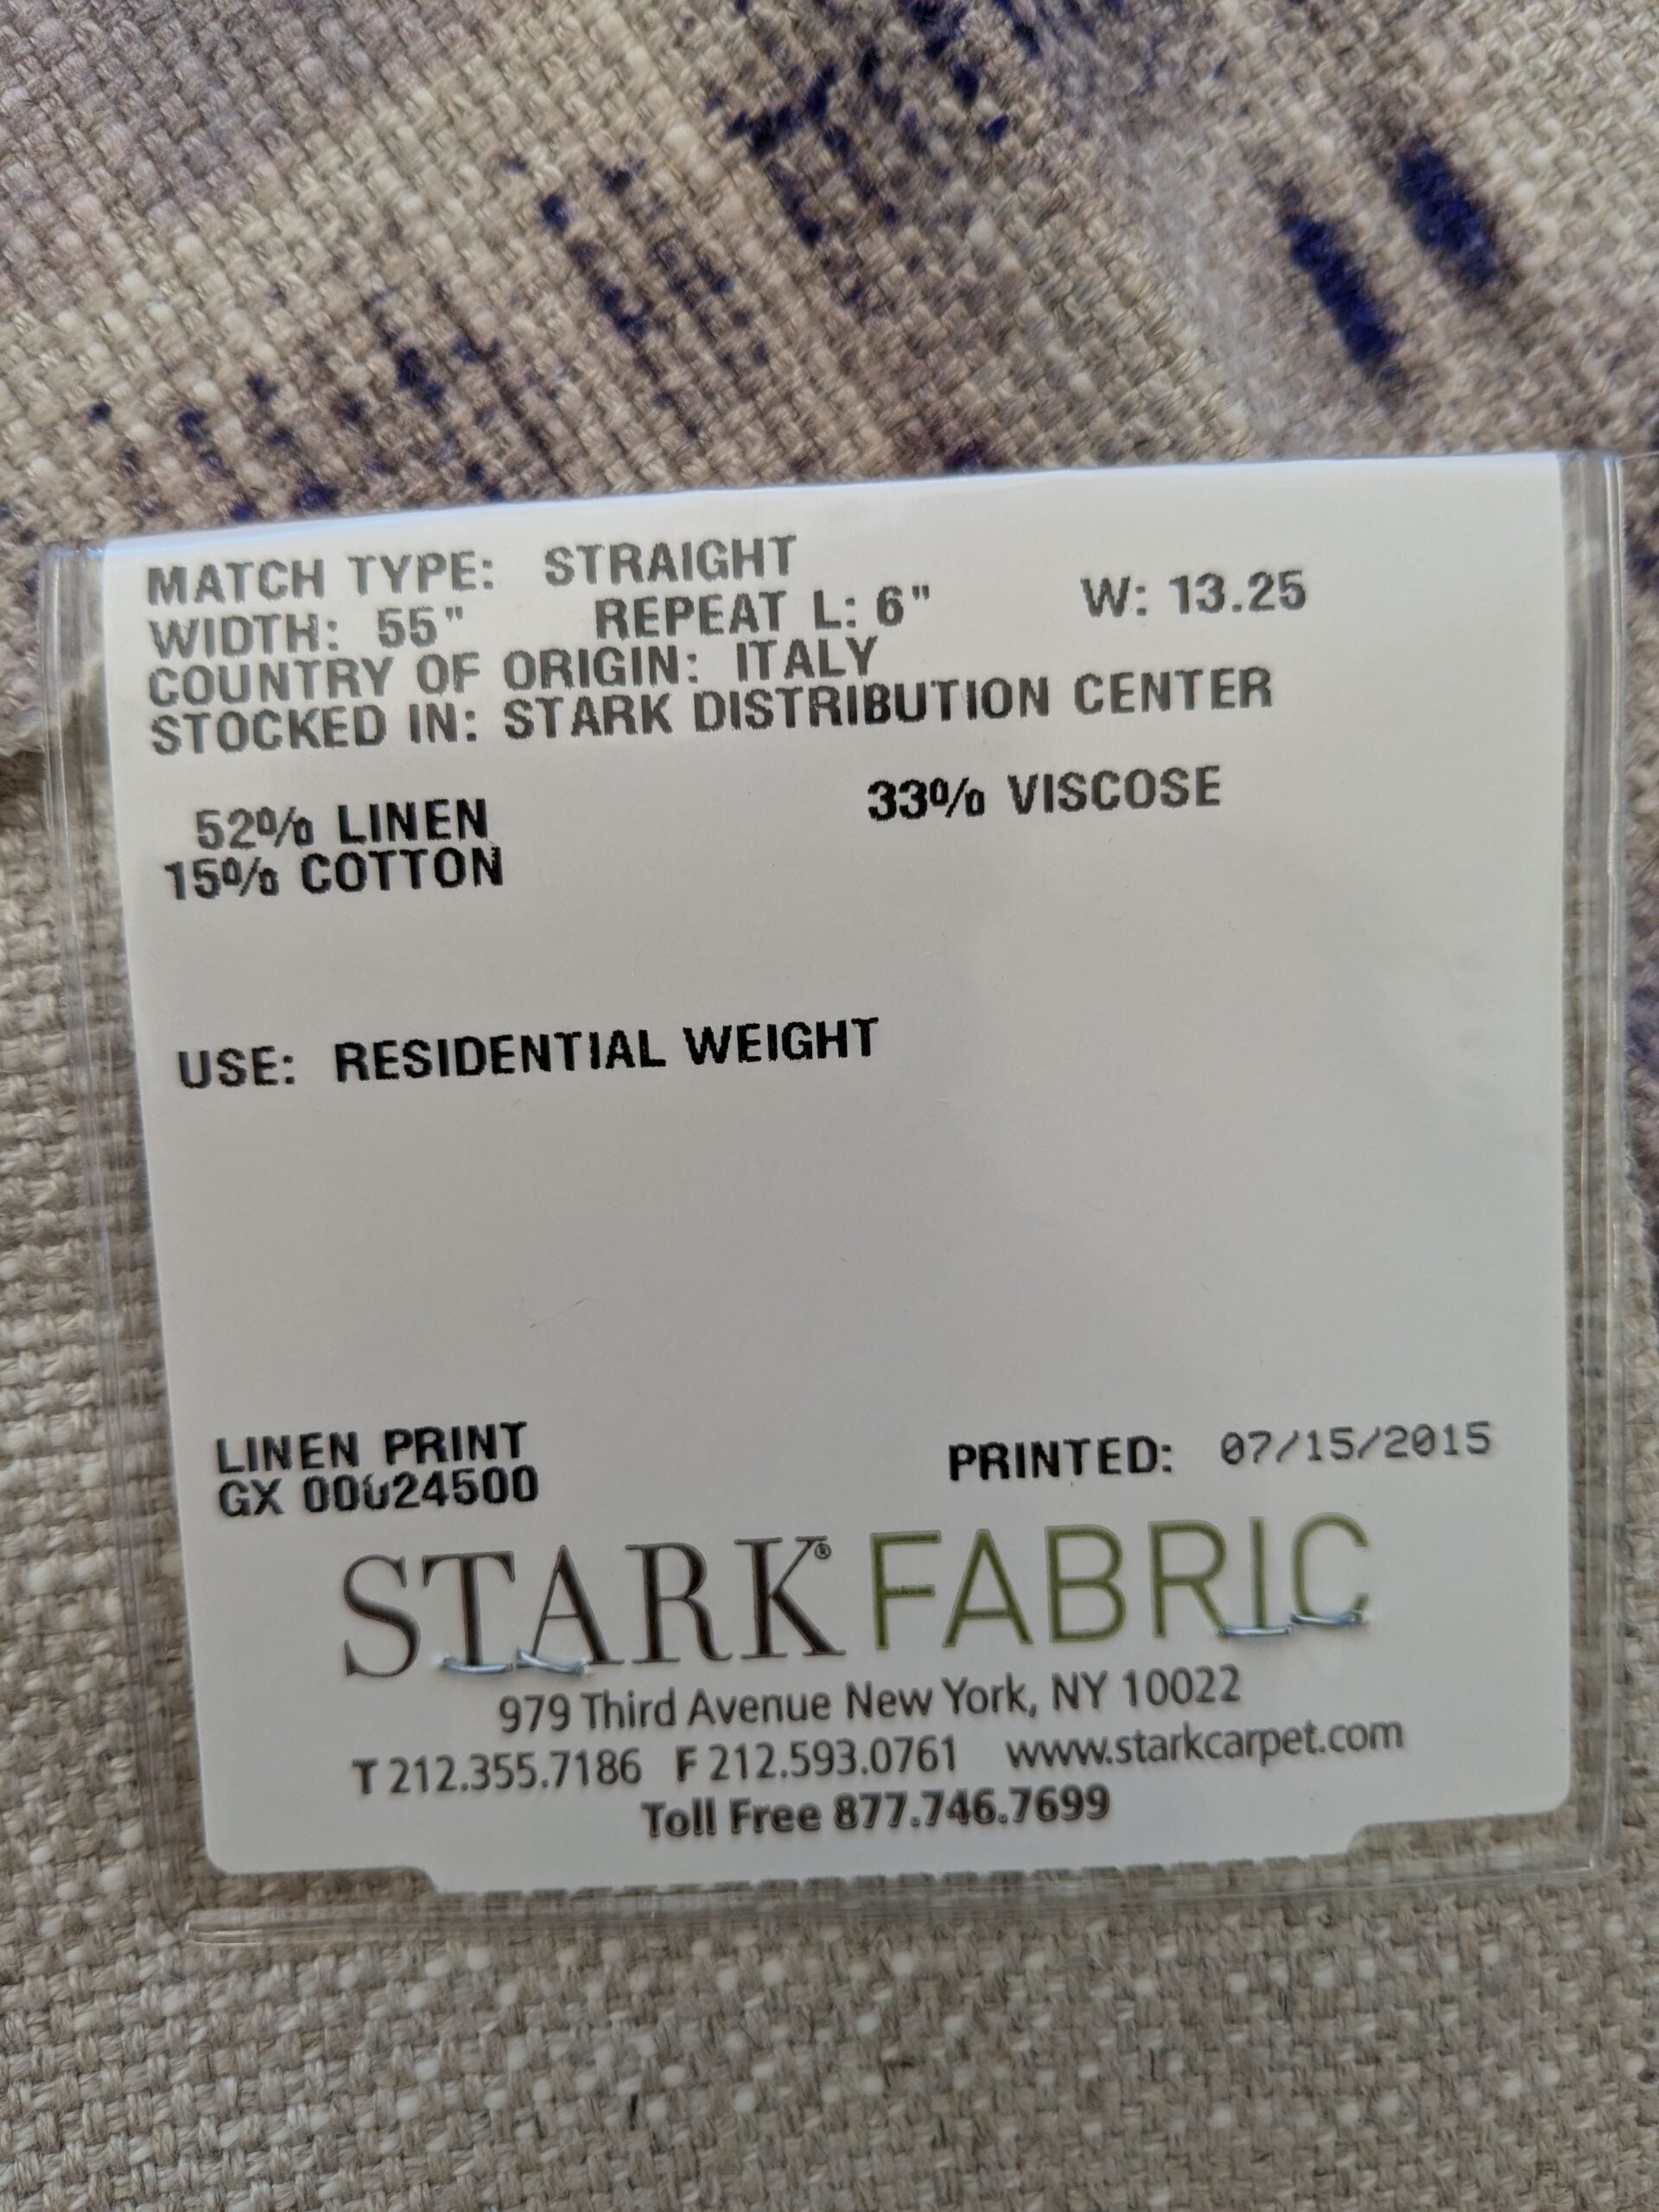 MATCH TYPE: STRAIGHT
WIDTH: 55" REPEAT L: 6" W: 13.25
COUNTRY OF ORIGIN: ITALY
STOCKED IN: STARK DISTRIBUTION CENTER
52% LINEN 33% VISCOSE
15% COTTON
USE: RESIDENTIAL WEIGHT
LINEN PRINT
GX 00024500 PRINTED: 07/15/2015
STARK® FABRIC
979 Third Avenue New York, NY 10022
T 212.355.7186 F 212.593.0761 www.starkcarpet.com
Toll Free 877.746.7699